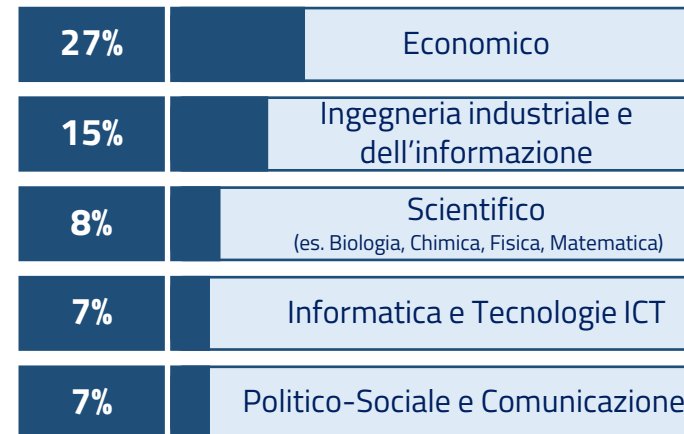 27%
Economico
15%
Ingegneria industriale e
dell’informazione
8%
Scientifico
(es. Biologia, Chimica, Fisica, Matematica)
7%
Informatica e Tecnologie ICT
7%
Politico-Sociale e Comunicazione